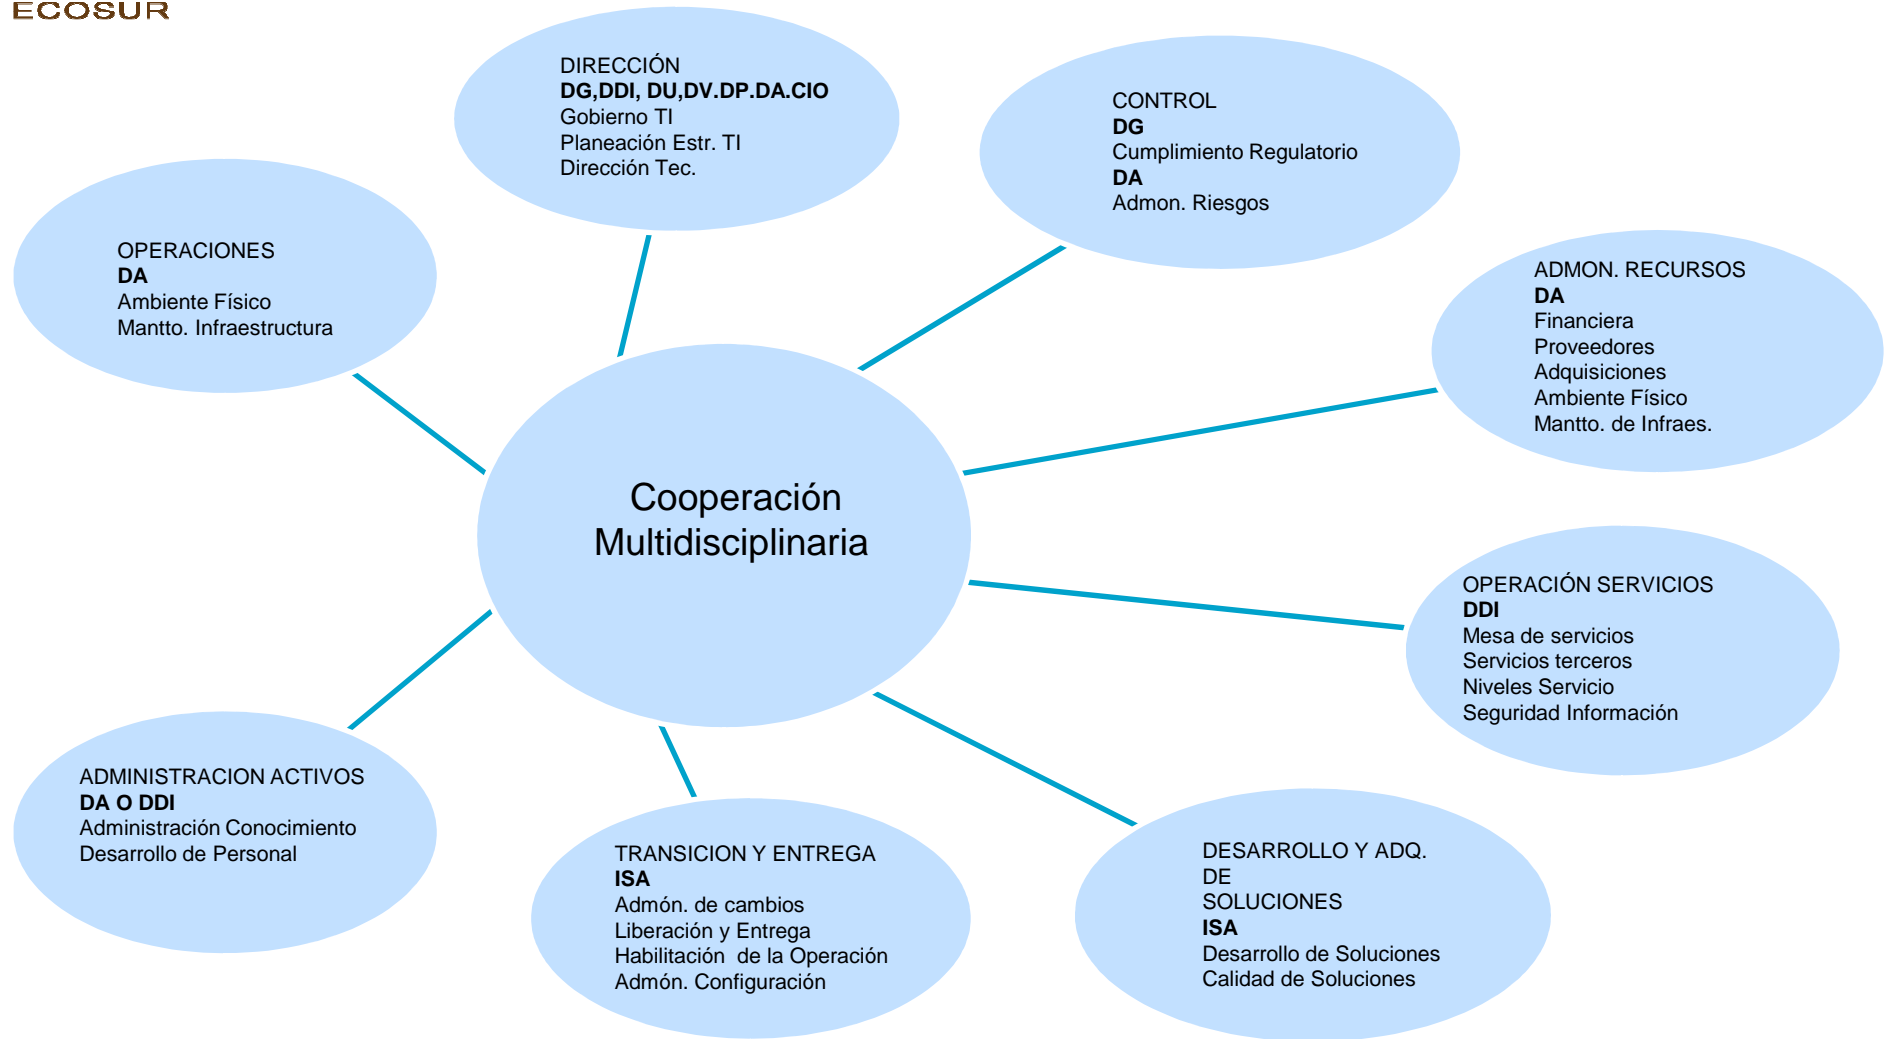 ECOSUR
DIRECCIÓN
DG,DDI, DU,DV.DP.DA.CIO
Gobierno TI
Planeación Estr. TI
Dirección Tec.
CONTROL
DG
Cumplimiento Regulatorio
DA
Admon. Riesgos
OPERACIONES
DA
Ambiente Físico
Mantto. Infraestructura
ADMON. RECURSOS
DA
Financiera
Proveedores
Adquisiciones
Ambiente Físico
Mantto. de Infraes.
Cooperación
Multidisciplinaria
OPERACIÓN SERVICIOS
DDI
Mesa de servicios
Servicios terceros
Niveles Servicio
Seguridad Información
ADMINISTRACION ACTIVOS
DA O DDI
Administración Conocimiento
Desarrollo de Personal
TRANSICION Y ENTREGA
ISA
Admón. de cambios
Liberación y Entrega
Habilitación  de la Operación
Admón. Configuración
DESARROLLO Y ADQ.
DE
SOLUCIONES
ISA
Desarrollo de Soluciones
Calidad de Soluciones